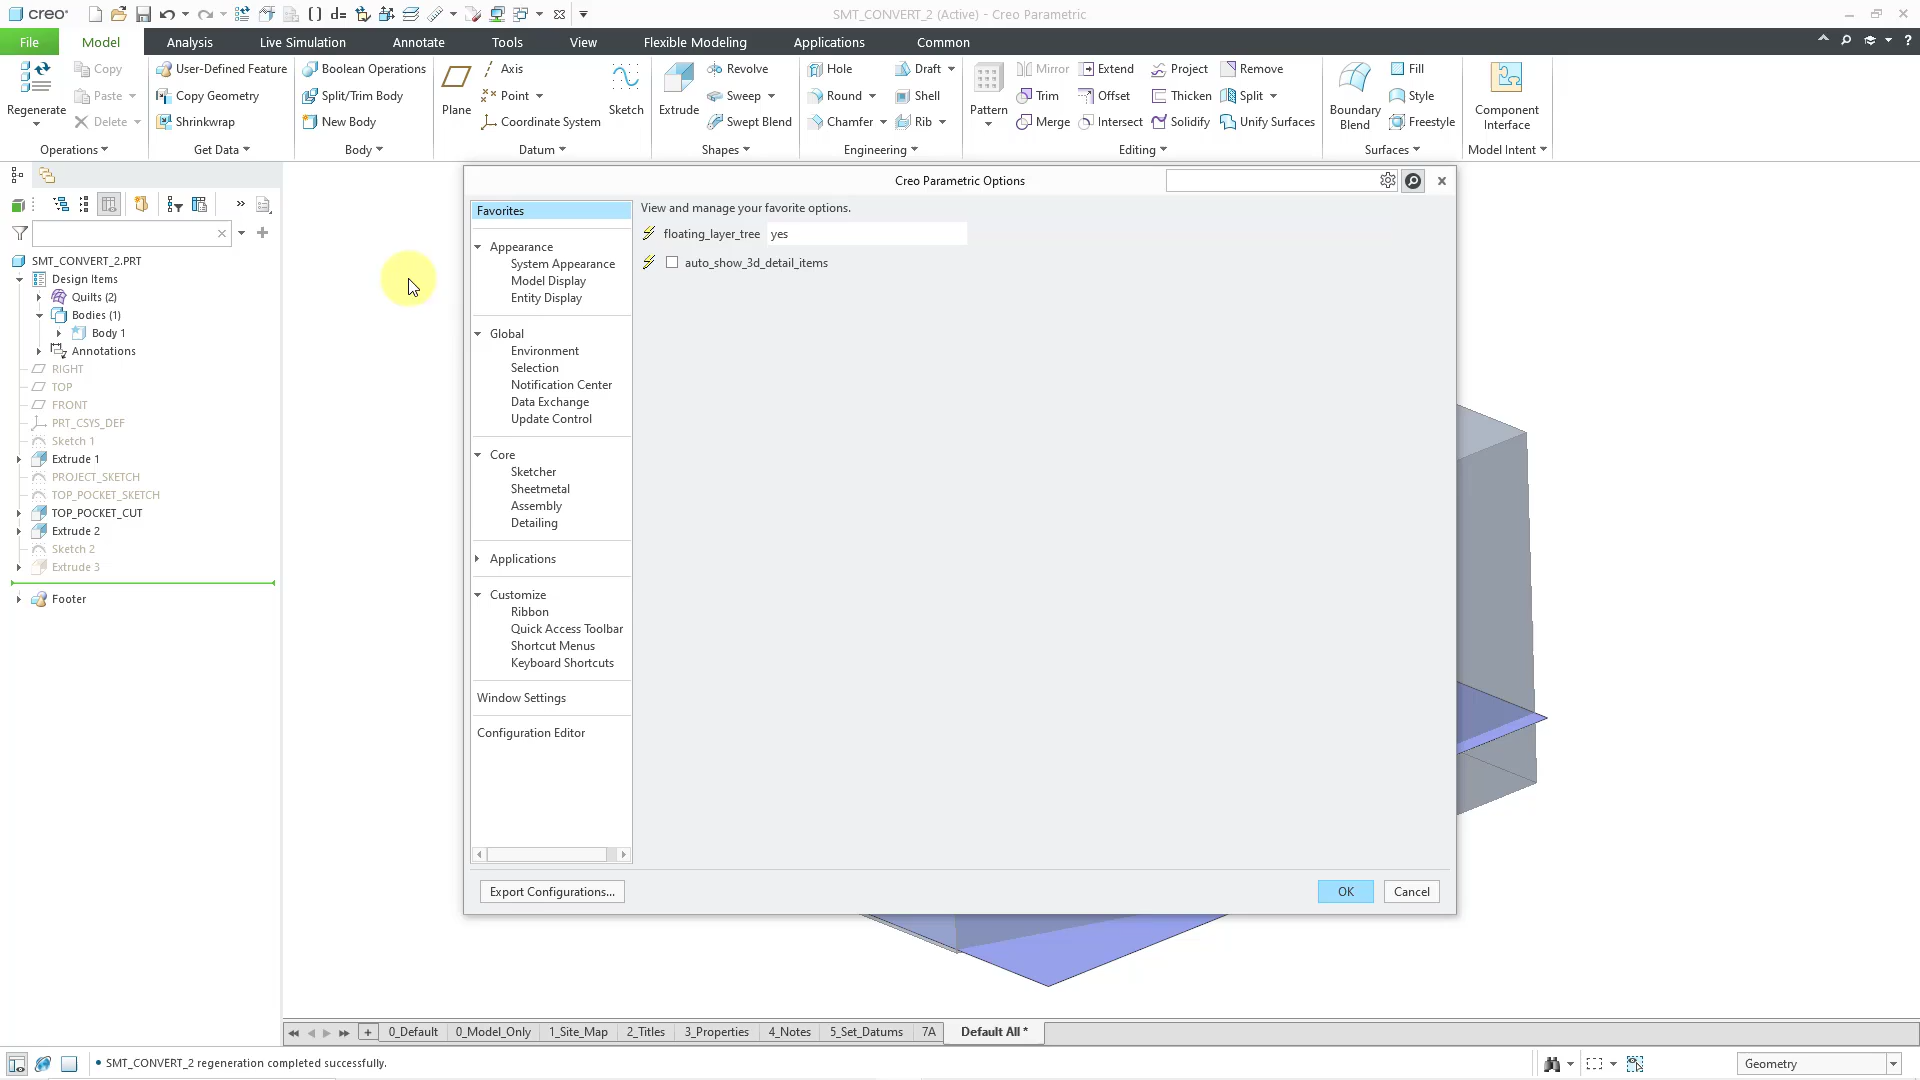 creo
SMT_CONVERT_2 (Active) - Creo Parametric
File Model Analysis Live Simulation Annotate Tools View Flexible Modeling Applications Common
Regenerate
Copy
Paste
Delete
Operations
User-Defined Feature
Copy Geometry
Shrinkwrap
Get Data
Boolean Operations
Split/Trim Body
New Body
Body
Plane
Axis
Point
Coordinate System
Sketch
Datum
Extrude
Revolve
Sweep
Swept Blend
Shapes
Hole
Round
Chamfer
Draft
Shell
Rib
Engineering
Pattern
Mirror
Trim
Merge
Extend
Offset
Intersect
Project
Thicken
Solidify
Remove
Split
Unify Surfaces
Editing
Boundary
Blend
Fill
Style
Freestyle
Surfaces
Component
Interface
Model Intent
SMT_CONVERT_2.PRT
Design Items
Quilts (2)
Bodies (1)
Body 1
Annotations
RIGHT
TOP
FRONT
PRT_CSYS_DEF
Sketch 1
Extrude 1
PROJECT_SKETCH
TOP_POCKET_SKETCH
TOP_POCKET_CUT
Extrude 2
Sketch 2
Extrude 3
Footer
Creo Parametric Options
Favorites
Appearance
System Appearance
Model Display
Entity Display
Global
Environment
Selection
Notification Center
Data Exchange
Update Control
Core
Sketcher
Sheetmetal
Assembly
Detailing
Applications
Customize
Ribbon
Quick Access Toolbar
Shortcut Menus
Keyboard Shortcuts
Window Settings
Configuration Editor
View and manage your favorite options.
floating_layer_tree yes
auto_show_3d_detail_items
Export Configurations...
OK Cancel
0_Default 0_Model_Only 1_Site_Map 2_Titles 3_Properties 4_Notes 5_Set_Datums 7A Default All *
• SMT_CONVERT_2 regeneration completed successfully.
Geometry